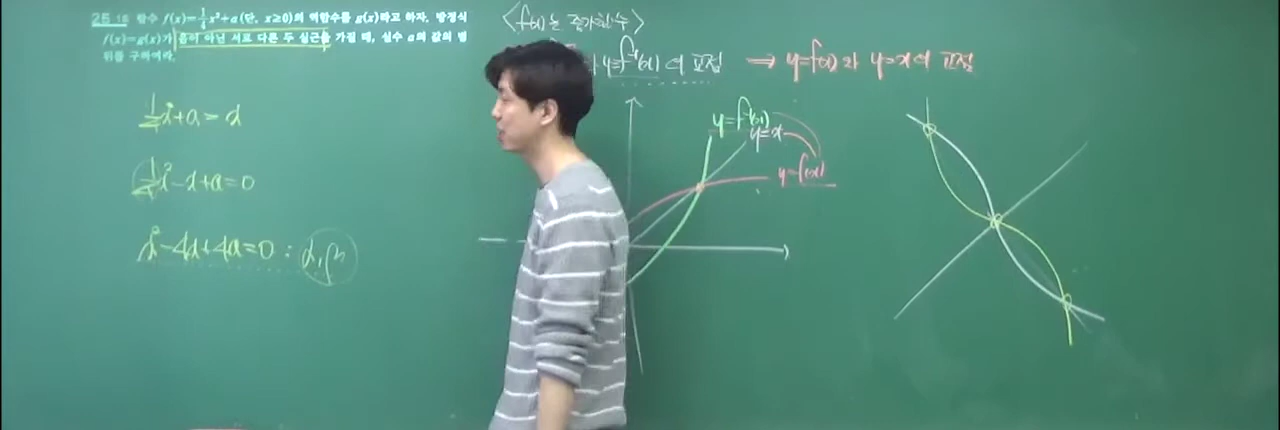 25 16 함수 f(x)=¼x²+a(단, x≥0)의 역함수를 g(x)라고 하자. 방정식
f(x)=g(x)가 음이 아닌 서로 다른 두 실근을 가질 때, 실수 a의 값의 범
위를 구하여라.
<f(x)는 증가함수>
y=f⁻¹(x)의 교점 → y=f(x)와 y=x의 교점
¼x²+a=x
¼x²-x+a=0
x²-4x+4a=0 : α, β
y=f⁻¹(x)
y=x
y=f(x)